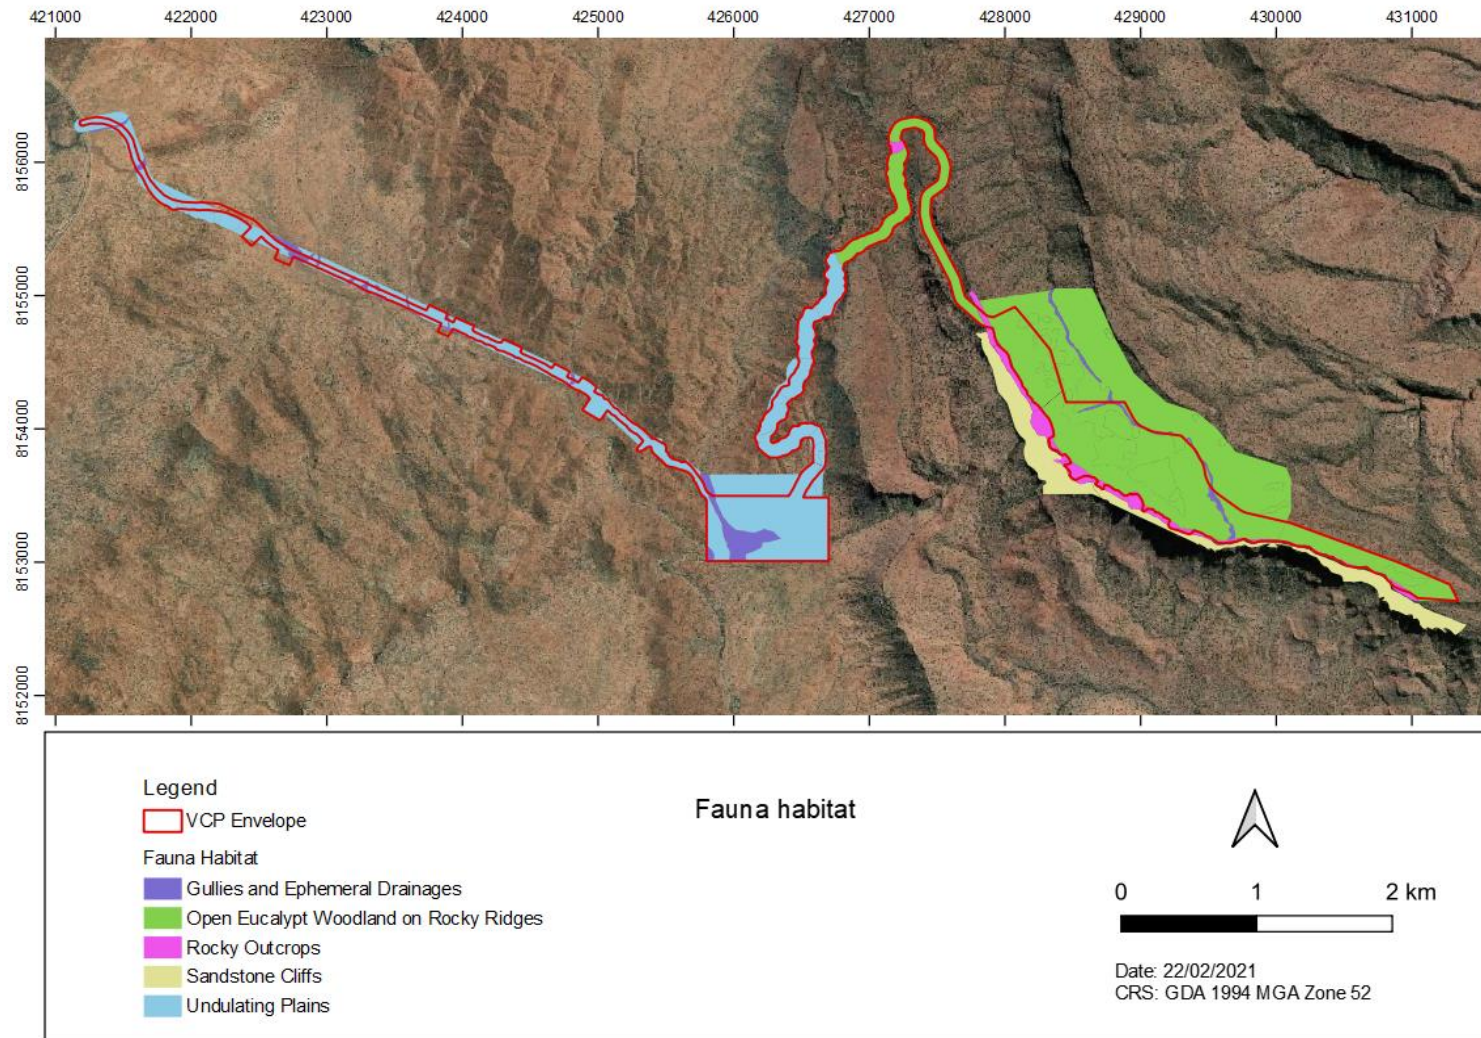 421000 422000 423000 424000 425000 426000 427000 428000 429000 430000 431000
8156000
8155000
8154000
8153000
8152000
Legend
VCP Envelope
Fauna Habitat
Gullies and Ephemeral Drainages
Open Eucalypt Woodland on Rocky Ridges
Rocky Outcrops
Sandstone Cliffs
Undulating Plains
Fauna habitat
0 1 2 km
Date: 22/02/2021
CRS: GDA 1994 MGA Zone 52